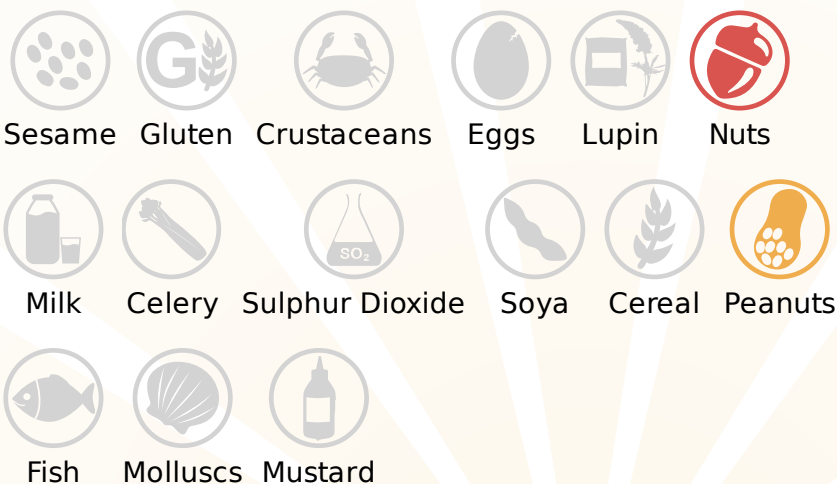 G
Sesame Gluten Crustaceans Eggs Lupin Nuts
SO₂
Milk Celery Sulphur Dioxide Soya Cereal Peanuts
Fish Molluscs Mustard